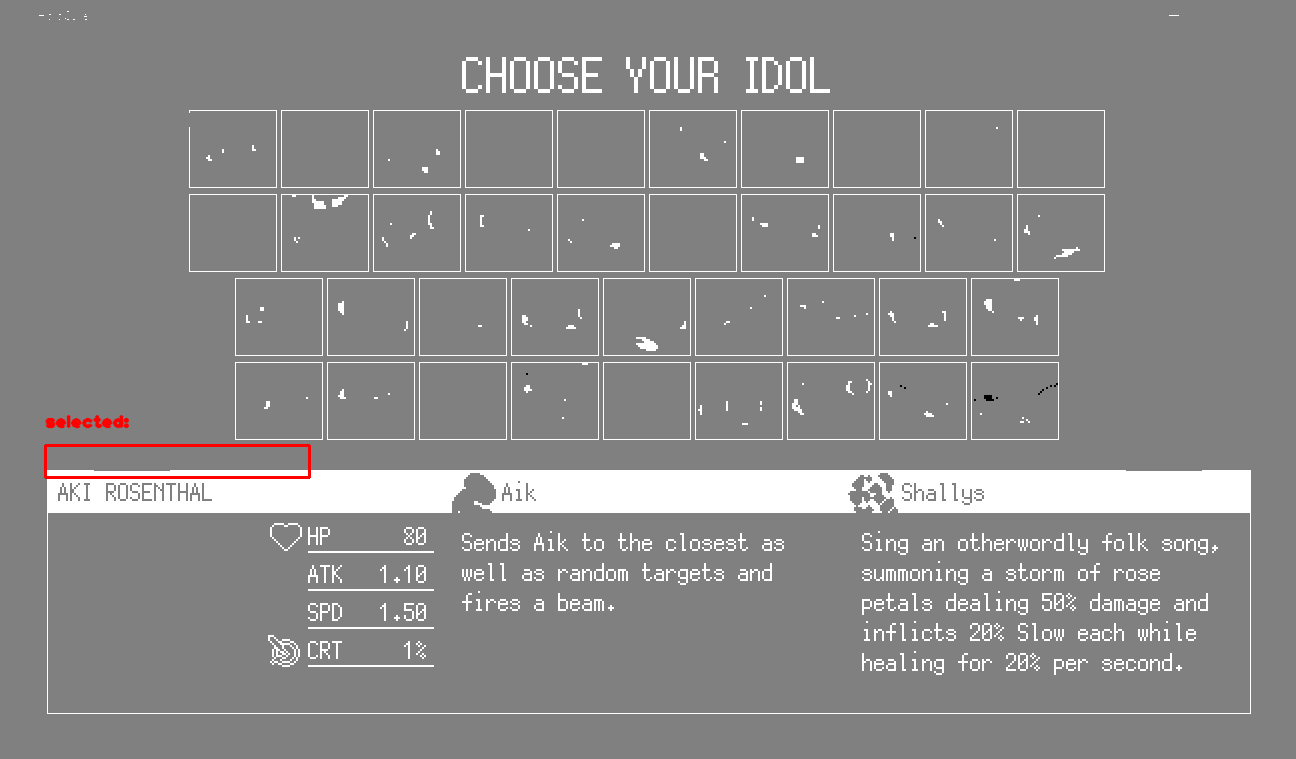 CHOOSE YOUR IDOL
selected:
AKI ROSENTHAL
Aik
Shallys
HP 80
ATK 1.10
SPD 1.50
CRT 1%
Sends Aik to the closest as
well as random targets and
fires a beam.
Sing an otherwordly folk song,
summoning a storm of rose
petals dealing 50% damage and
inflicts 20% Slow each while
healing for 20% per second.